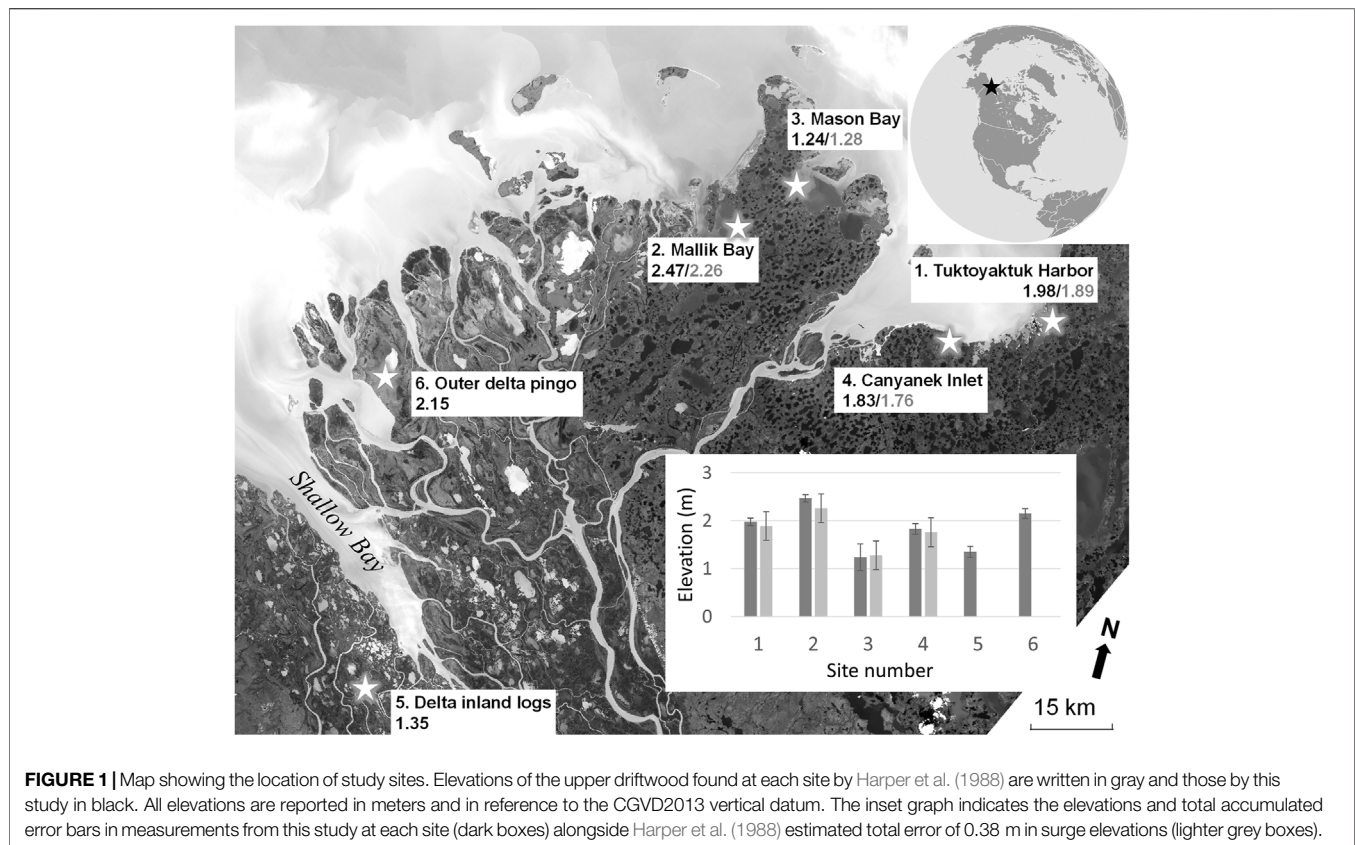 3. Mason Bay
1.24/1.28
2. Mallik Bay
2.47/2.26
1. Tuktoyaktuk Harbor
1.98/1.89
6. Outer delta pingo
2.15
4. Canyanek Inlet
1.83/1.76
Shallow Bay
5. Delta inland logs
1.35
Elevation (m)
3
2
1
0
1 2 3 4 5 6
Site number
N
15 km
FIGURE 1 | Map showing the location of study sites. Elevations of the upper driftwood found at each site by Harper et al. (1988) are written in gray and those by this
study in black. All elevations are reported in meters and in reference to the CGVD2013 vertical datum. The inset graph indicates the elevations and total accumulated
error bars in measurements from this study at each site (dark boxes) alongside Harper et al. (1988) estimated total error of 0.38 m in surge elevations (lighter grey boxes).